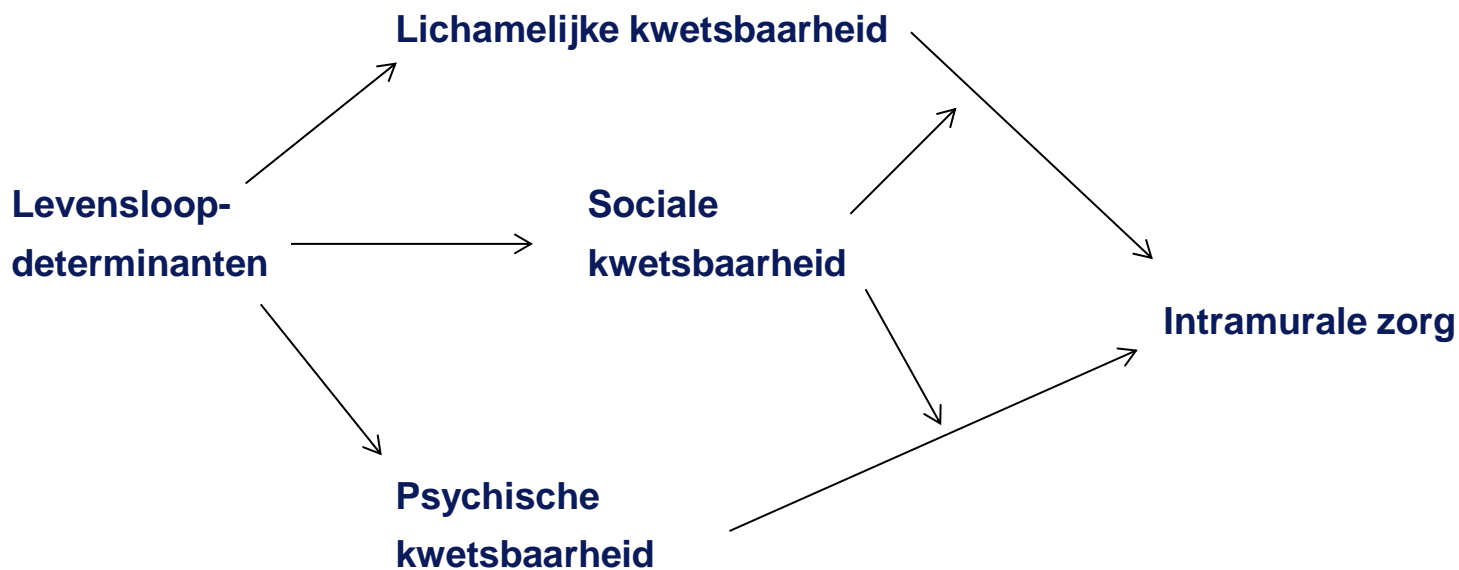 Lichamelijke kwetsbaarheid
Levensloop-
determinanten
Sociale
kwetsbaarheid
Intramurale zorg
Psychische
kwetsbaarheid